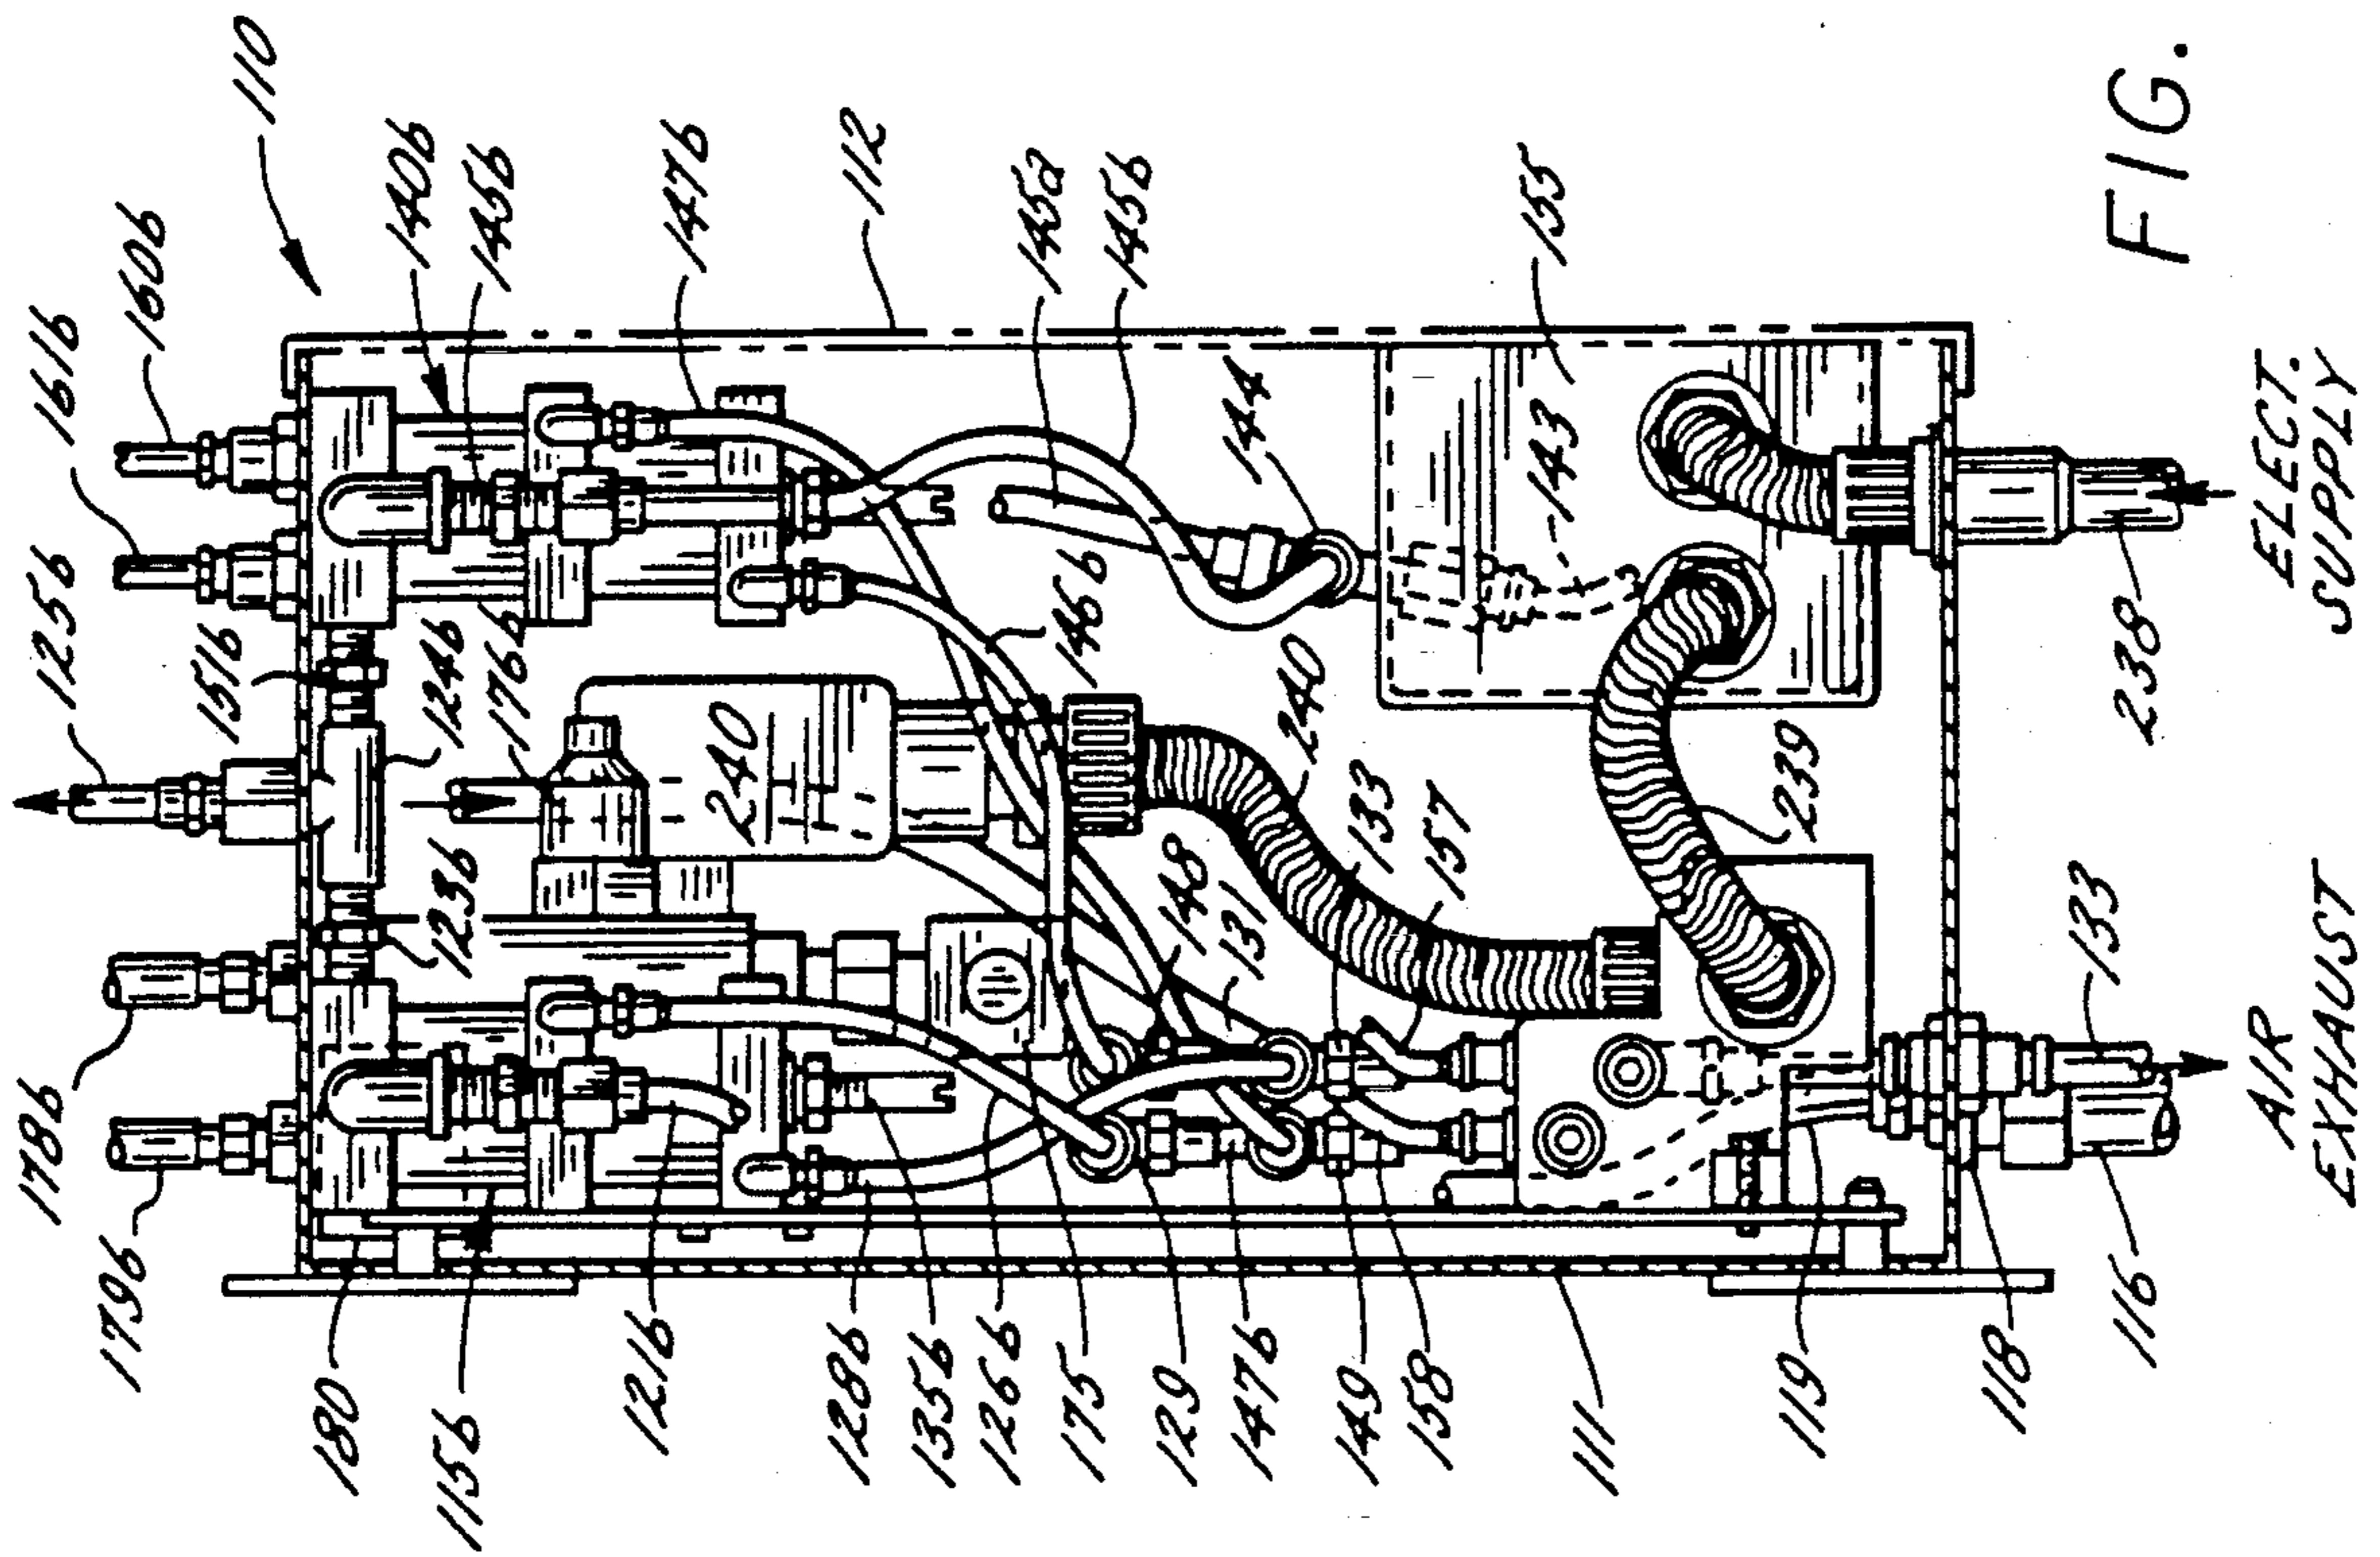 110
160b
161b
125b
178b
179b
140b
145b
147b
112
145a
145b
155
151b
124b
176b
123b
240
146b
144
143
240
148
131
133
157
239
238
ELECT.
SUPPLY
133
AIR
EXHAUST
180
115b
121b
128b
135b
126b
175
129
147b
149
158
111
119
118
116
FIG.